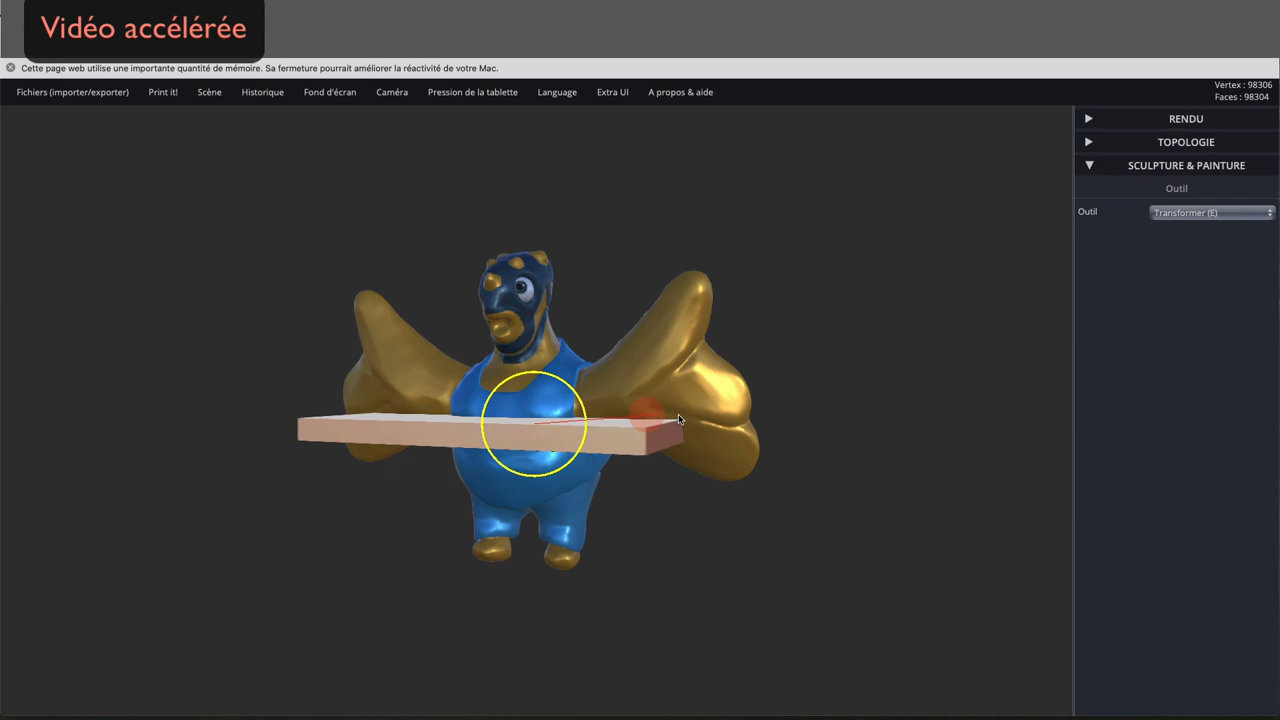 Vidéo accélérée
Cette page web utilise une importante quantité de mémoire. Sa fermeture pourrait améliorer la réactivité de votre Mac.
Fichiers (importer/exporter) Print it! Scène Historique Fond d'écran Caméra Pression de la tablette Language Extra UI A propos & aide
Vertex : 98306
Faces : 98304
RENDU
TOPOLOGIE
SCULPTURE & PAINTURE
Outil
Outil Transformer (E)